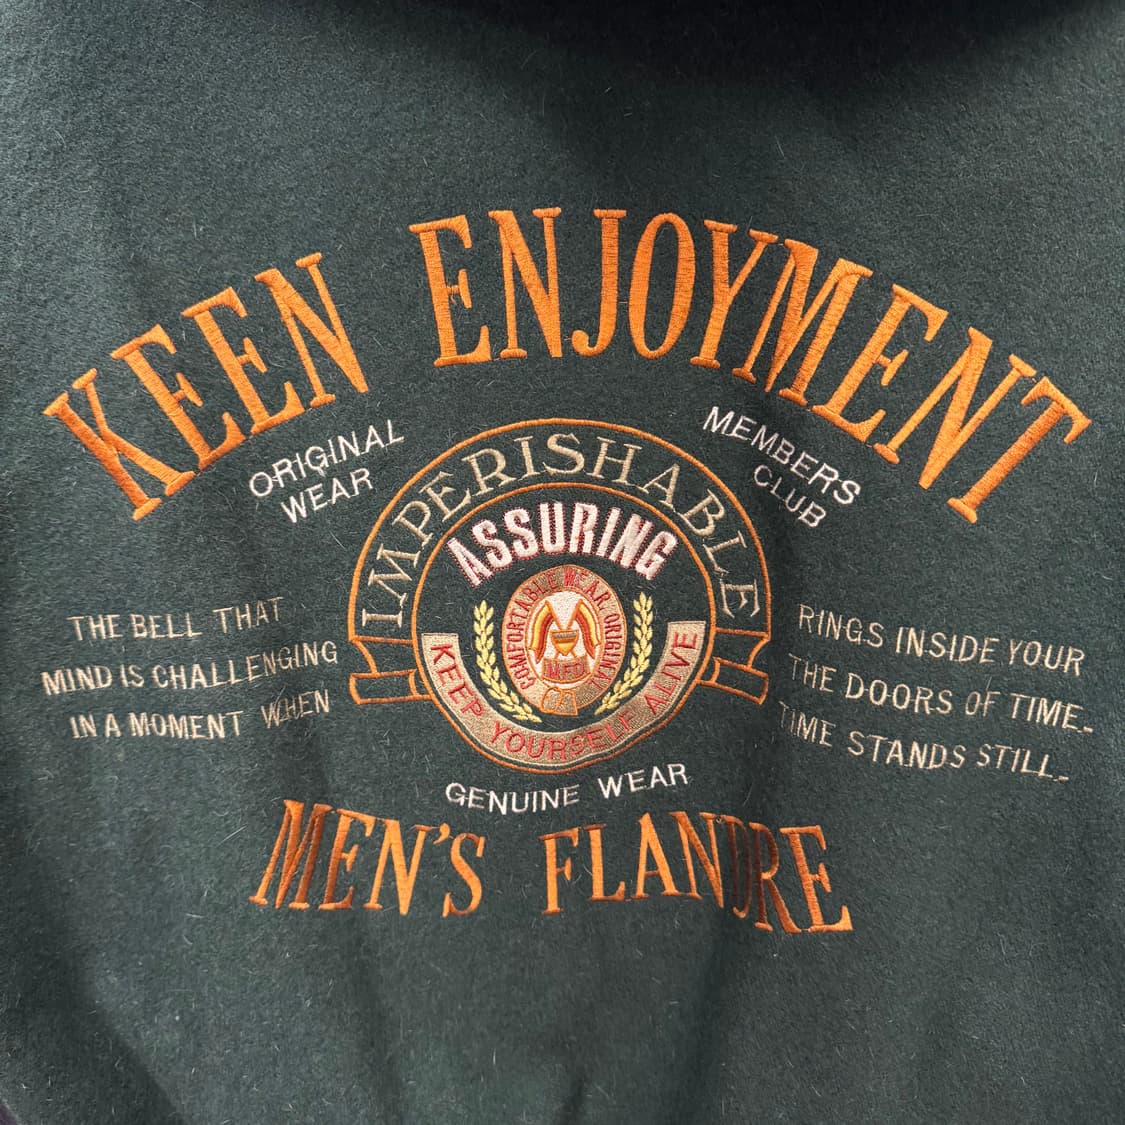 KEEN ENJOYMENT
ORIGINAL
WEAR
MEMBERS
CLUB
IMPERISHABLE
ASSURING
COMFORTABLE WEAR. ORIGINAL
MFD
KEEP YOURSELF ALIVE
THE BELL THAT
MIND IS CHALLENGING
IN A MOMENT WHEN
RINGS INSIDE YOUR
THE DOORS OF TIME.
TIME STANDS STILL.
GENUINE WEAR
MEN'S FLANDRE